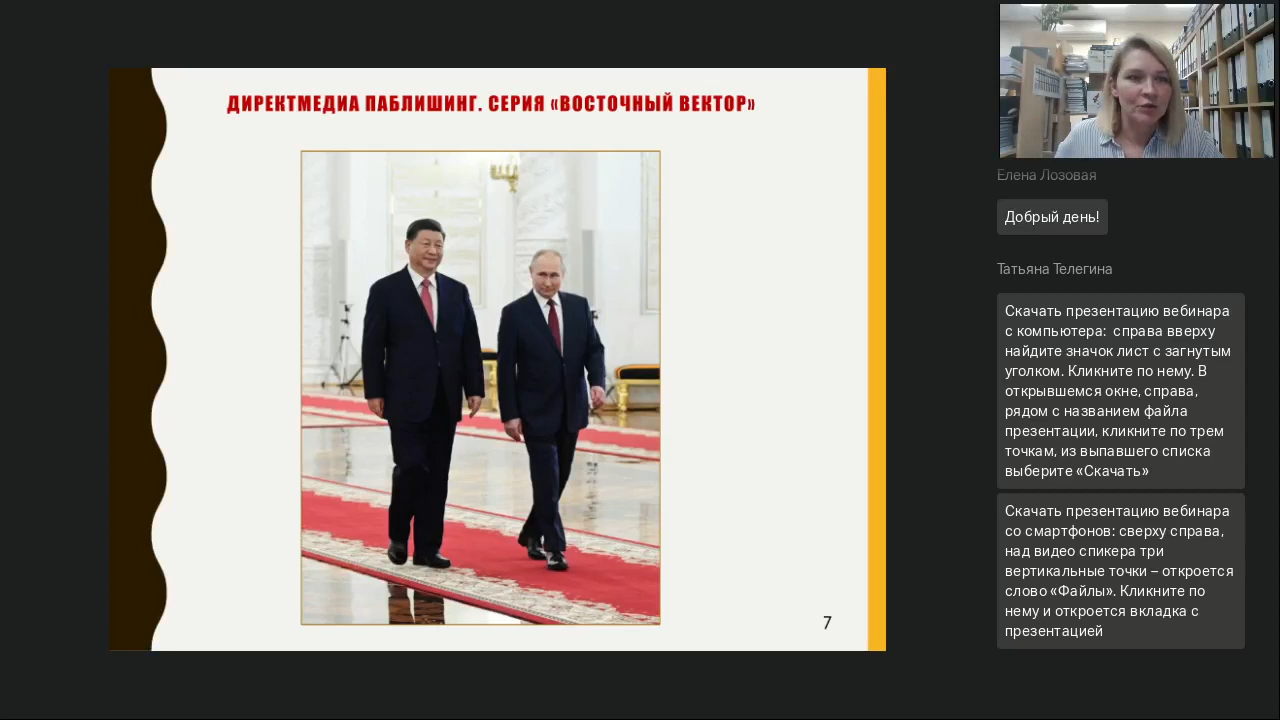 ДИРЕКТМЕДИА ПАБЛИШИНГ. СЕРИЯ «ВОСТОЧНЫЙ ВЕКТОР»
7
Елена Лозовая
Добрый день!
Татьяна Телегина
Скачать презентацию вебинара
с компьютера: справа вверху
найдите значок лист с загнутым
уголком. Кликните по нему. В
открывшемся окне, справа,
рядом с названием файла
презентации, кликните по трем
точкам, из выпавшего списка
выберите «Скачать»
Скачать презентацию вебинара
со смартфонов: сверху справа,
над видео спикера три
вертикальные точки – откроется
слово «Файлы». Кликните по
нему и откроется вкладка с
презентацией